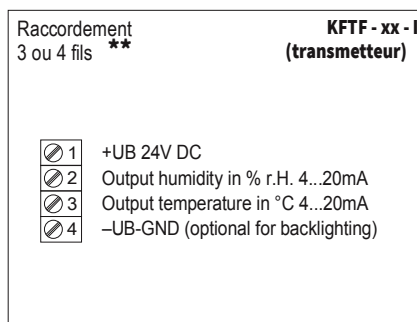 Raccordement
3 ou 4 fils **
KFTF - xx - I
(transmetteur)
1 +UB 24V DC
2 Output humidity in % r.H. 4...20mA
3 Output temperature in °C 4...20mA
4 –UB-GND (optional for backlighting)